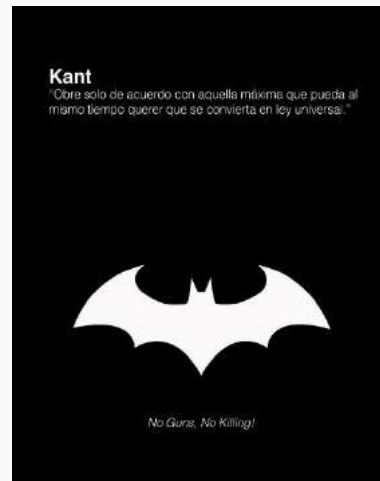 Kant
"Obre solo de acuerdo con aquella máxima que pueda al
mismo tiempo querer que se convierta en ley universal."
No Guns, No Killing!